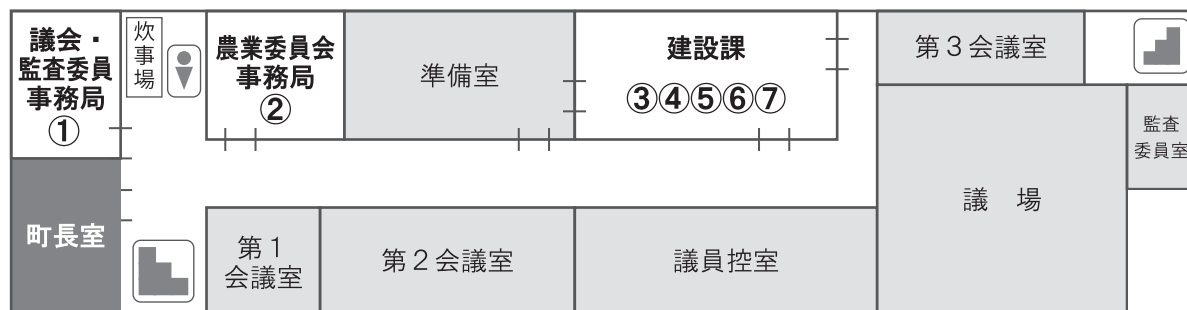 議会・
監査委員
事務局
①
炊事場
農業委員会
事務局
②
準備室
建設課
③④⑤⑥⑦
第３会議室
監査
委員室
議　場
町長室
第１
会議室
第２会議室
議員控室